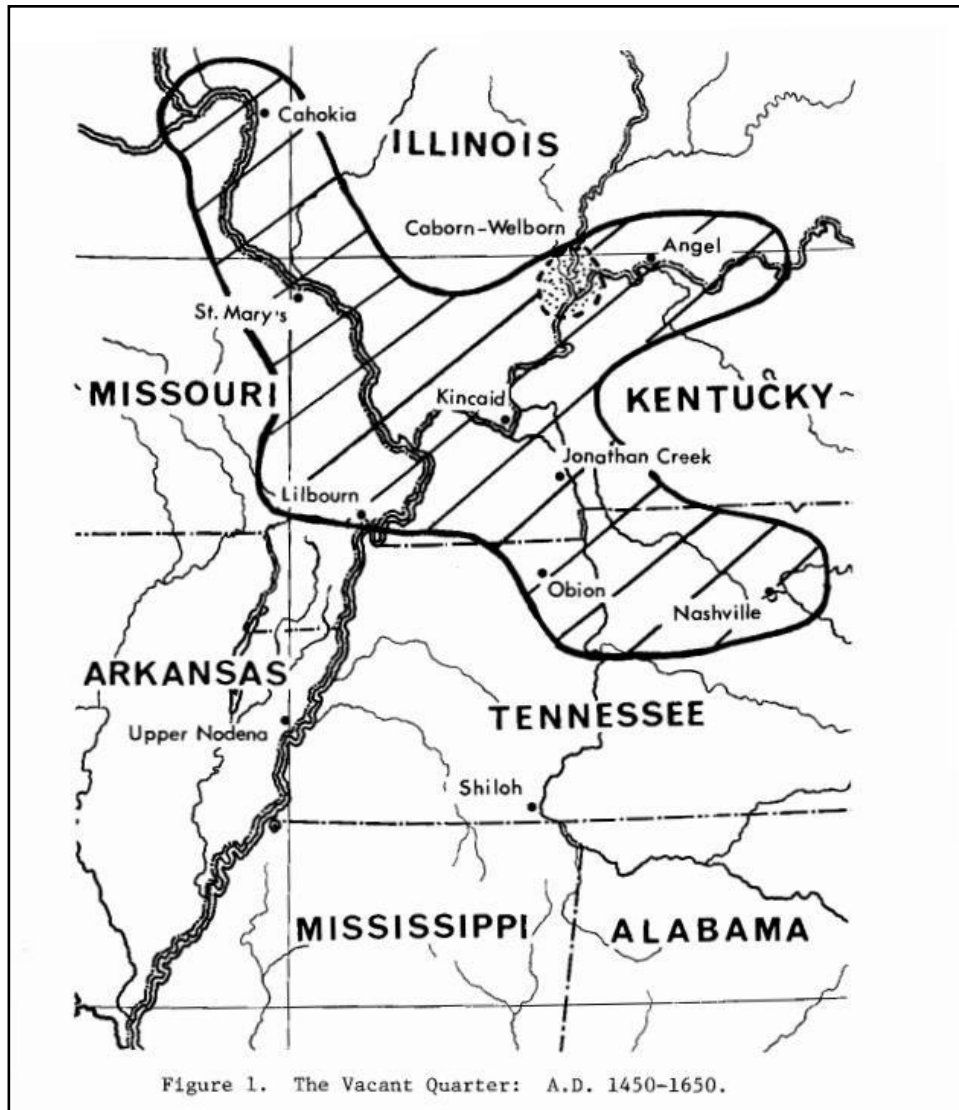 Cahokia
ILLINOIS
Caborn-Welborn
Angel
St. Mary's
MISSOURI
Kincaid
KENTUCKY
Jonathan Creek
Lilbourn
Obion
Nashville
ARKANSAS
TENNESSEE
Upper Nodena
Shiloh
MISSISSIPPI
ALABAMA
Figure 1. The Vacant Quarter: A.D. 1450-1650.